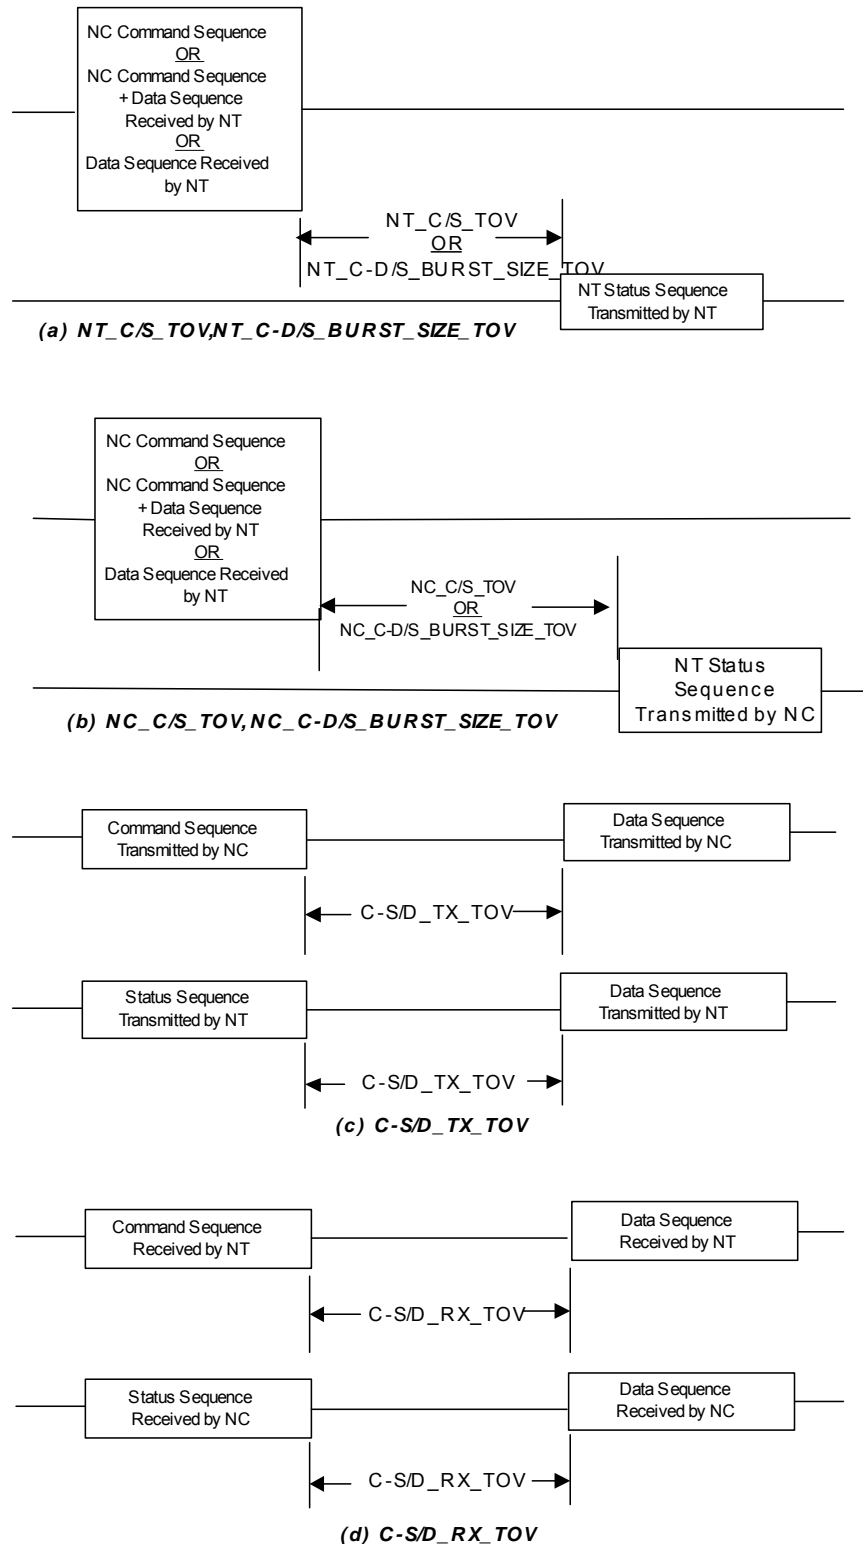 NC Command Sequence
OR
NC Command Sequence
+ Data Sequence
Received by NT
OR
Data Sequence Received
by NT
NT_C/S_TOV
OR
NT_C-D/S_BURST_SIZE_TOV
NT Status Sequence
Transmitted by NT
(a) NT_C/S_TOV,NT_C-D/S_BURST_SIZE_TOV
NC Command Sequence
OR
NC Command Sequence
+ Data Sequence
Received by NT
OR
Data Sequence Received
by NT
NC_C/S_TOV
OR
NC_C-D/S_BURST_SIZE_TOV
NT Status
Sequence
Transmitted by NC
(b) NC_C/S_TOV, NC_C-D/S_BURST_SIZE_TOV
Command Sequence
Transmitted by NC
Data Sequence
Transmitted by NC
C-S/D_TX_TOV
Status Sequence
Transmitted by NT
Data Sequence
Transmitted by NT
C-S/D_TX_TOV
(c) C-S/D_TX_TOV
Command Sequence
Received by NT
Data Sequence
Received by NT
C-S/D_RX_TOV
Status Sequence
Received by NC
Data Sequence
Received by NC
C-S/D_RX_TOV
(d) C-S/D_RX_TOV